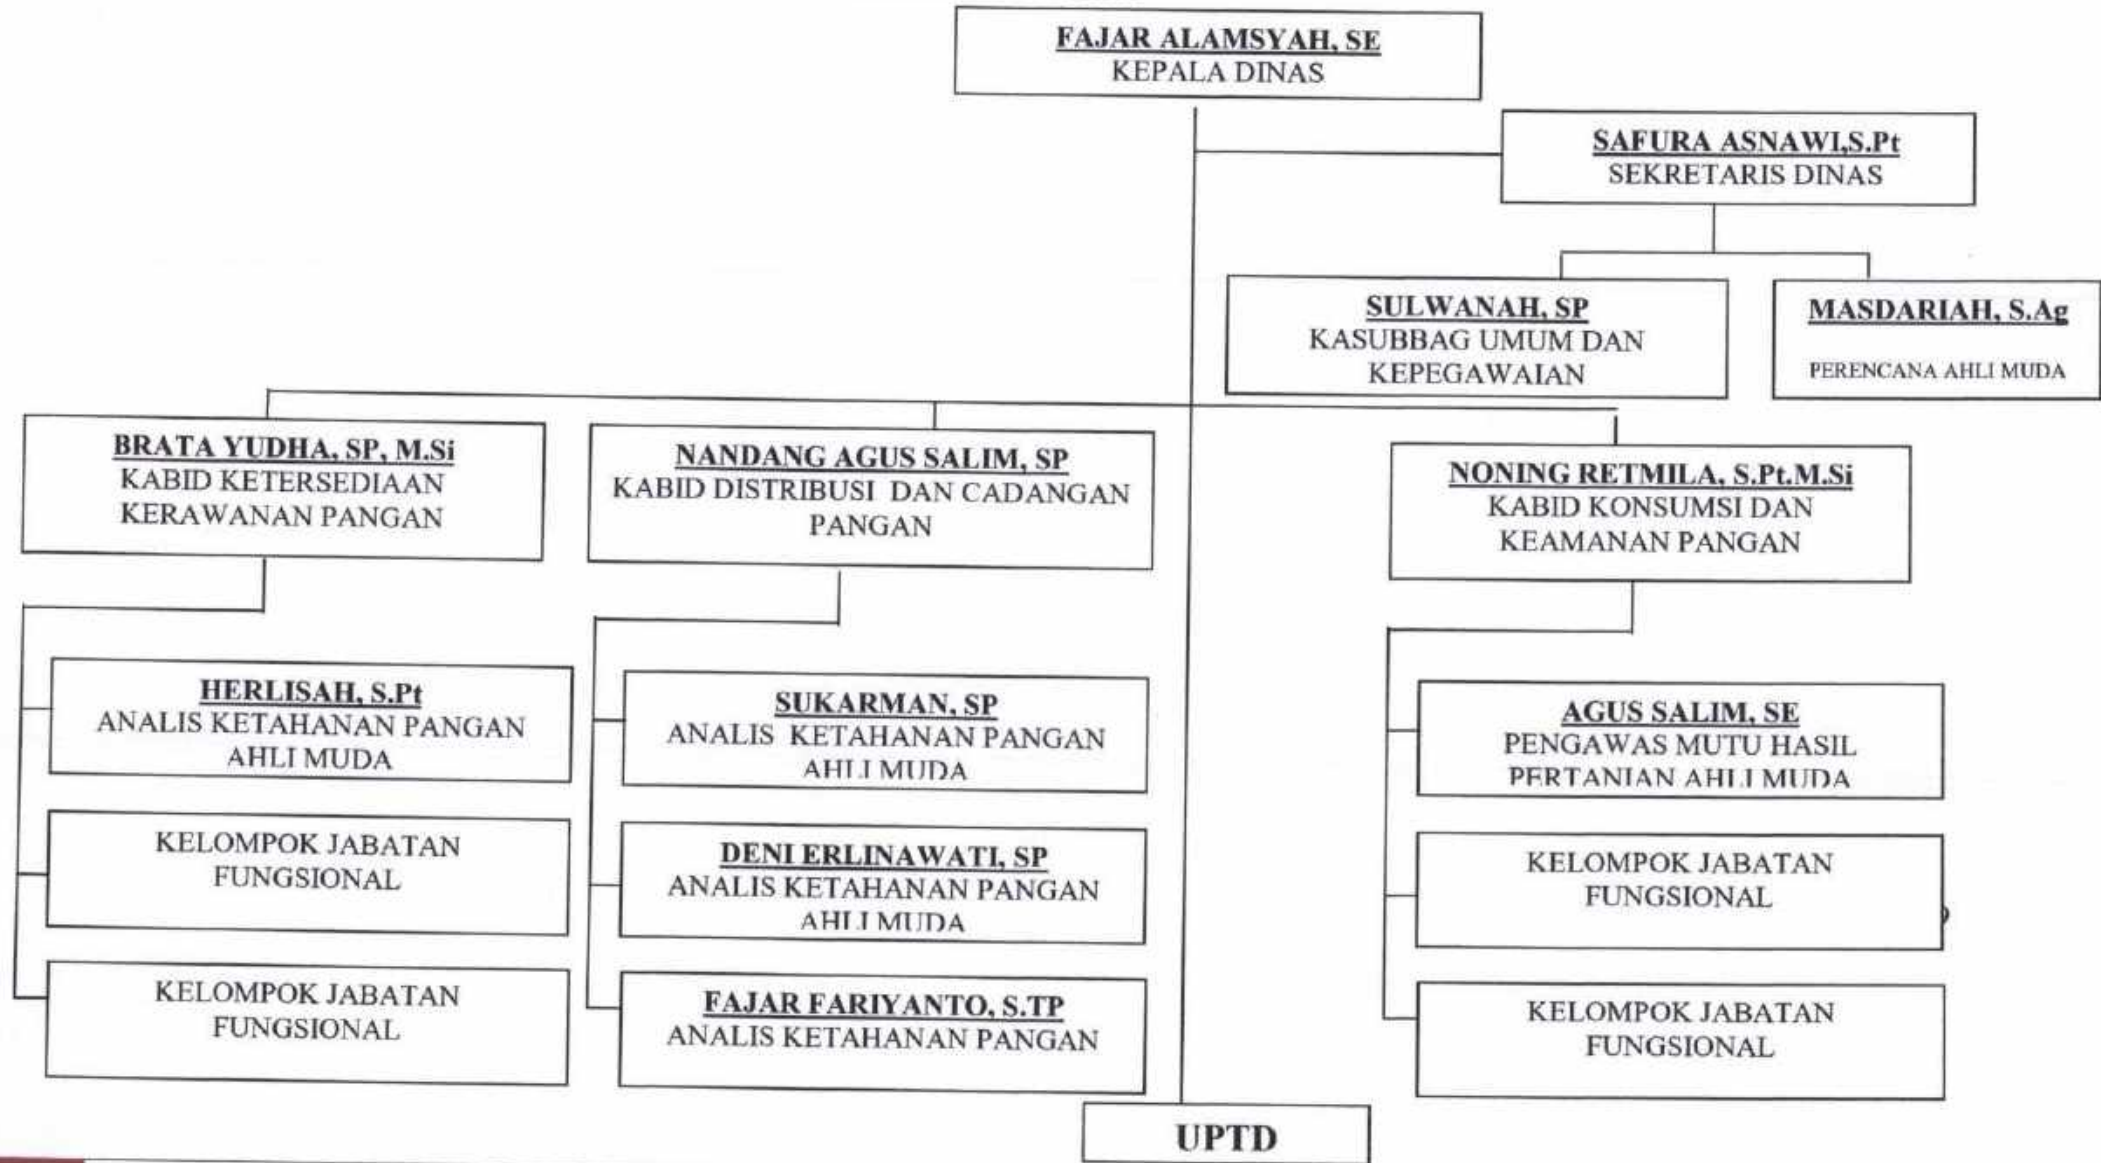 FAJAR ALAMSYAH, SE
KEPALA DINAS
SAFURA ASNAWI,S.Pt
SEKRETARIS DINAS
SULWANAH, SP
KASUBBAG UMUM DAN
KEPEGAWAIAN
MASDARIAH, S.Ag
PERENCANA AHLI MUDA
BRATA YUDHA, SP, M.Si
KABID KETERSEDIAAN
KERAWANAN PANGAN
NANDANG AGUS SALIM, SP
KABID DISTRIBUSI DAN CADANGAN
PANGAN
NONING RETMILA, S.Pt.M.Si
KABID KONSUMSI DAN
KEAMANAN PANGAN
HERLISAH, S.Pt
ANALIS KETAHANAN PANGAN
AHLI MUDA
KELOMPOK JABATAN
FUNGSIONAL
KELOMPOK JABATAN
FUNGSIONAL
SUKARMAN, SP
ANALIS KETAHANAN PANGAN
AHLI MUDA
DENI ERLINAWATI, SP
ANALIS KETAHANAN PANGAN
AHLI MUDA
FAJAR FARIYANTO, S.TP
ANALIS KETAHANAN PANGAN
AGUS SALIM, SE
PENGAWAS MUTU HASIL
PERTANIAN AHLI MUDA
KELOMPOK JABATAN
FUNGSIONAL
KELOMPOK JABATAN
FUNGSIONAL
UPTD